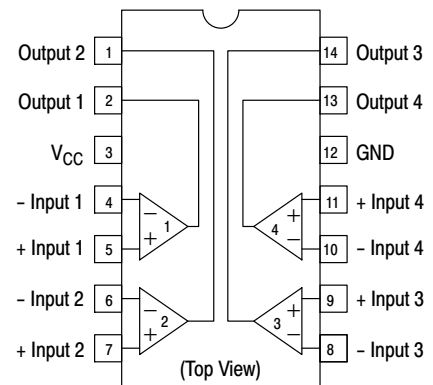 Output 2 1 14 Output 3
Output 1 2 13 Output 4
VCC 3 12 GND
– Input 1 4 – 1 + 4 11 + Input 4
+ Input 1 5 + – 10 – Input 4
– Input 2 6 – 2 + 3 9 + Input 3
+ Input 2 7 + – 8 – Input 3
(Top View)